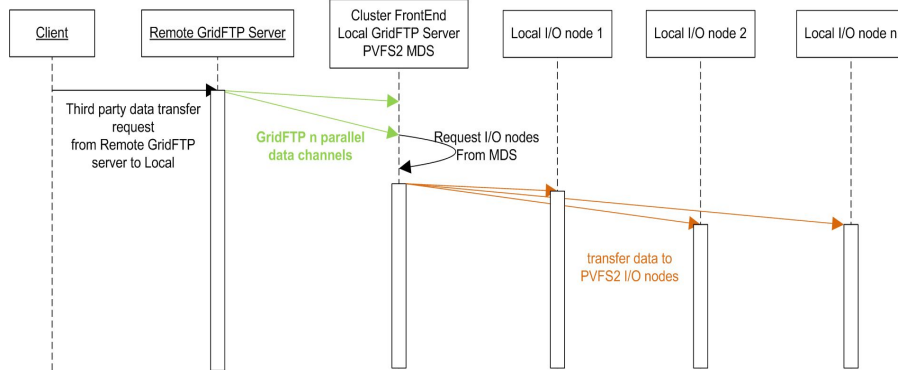 Client
Remote GridFTP Server
Cluster FrontEnd
Local GridFTP Server
PVFS2 MDS
Local I/O node 1
Local I/O node 2
Local I/O node n
Third party data transfer
request
from Remote GridFTP
server to Local
GridFTP n parallel
data channels
Request I/O nodes
From MDS
transfer data to
PVFS2 I/O nodes